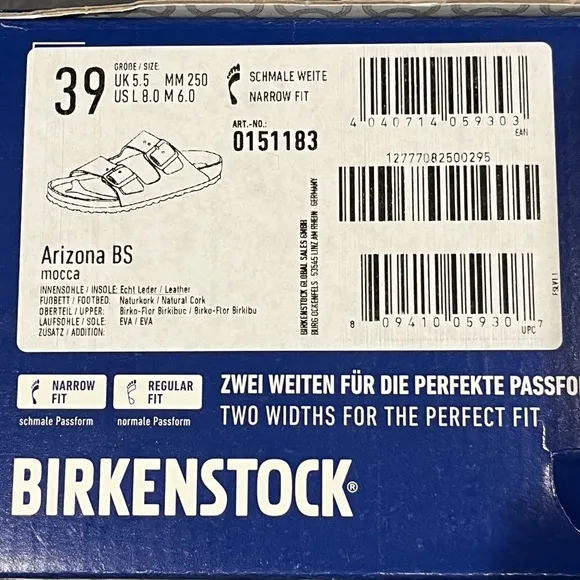 39
GRÖßE / SIZE:
UK 5.5 MM 250
US L 8.0 M 6.0
SCHMALE WEITE
NARROW FIT
ART.-NO.:
0151183
4 040714 059303
EAN
12777082500295
8 09410 05930 7
UPC
FSLV1.1
BIRKENSTOCK GLOBAL SALES GMBH
BURG OCKENFELS 53545 LINZ AM RHEIN GERMANY
Arizona BS
mocca
INNENSOHLE / INSOLE: Echt Leder / Leather
FUßBETT / FOOTBED: Naturkork / Natural Cork
OBERTEIL / UPPER: Birko-Flor Birkibuc / Birko-Flor Birkibu
LAUFSOHLE / SOLE: EVA / EVA
ZUSATZ / ADDITION:
NARROW FIT
schmale Passform
REGULAR FIT
normale Passform
ZWEI WEITEN FÜR DIE PERFEKTE PASSFO
TWO WIDTHS FOR THE PERFECT FIT
BIRKENSTOCK®